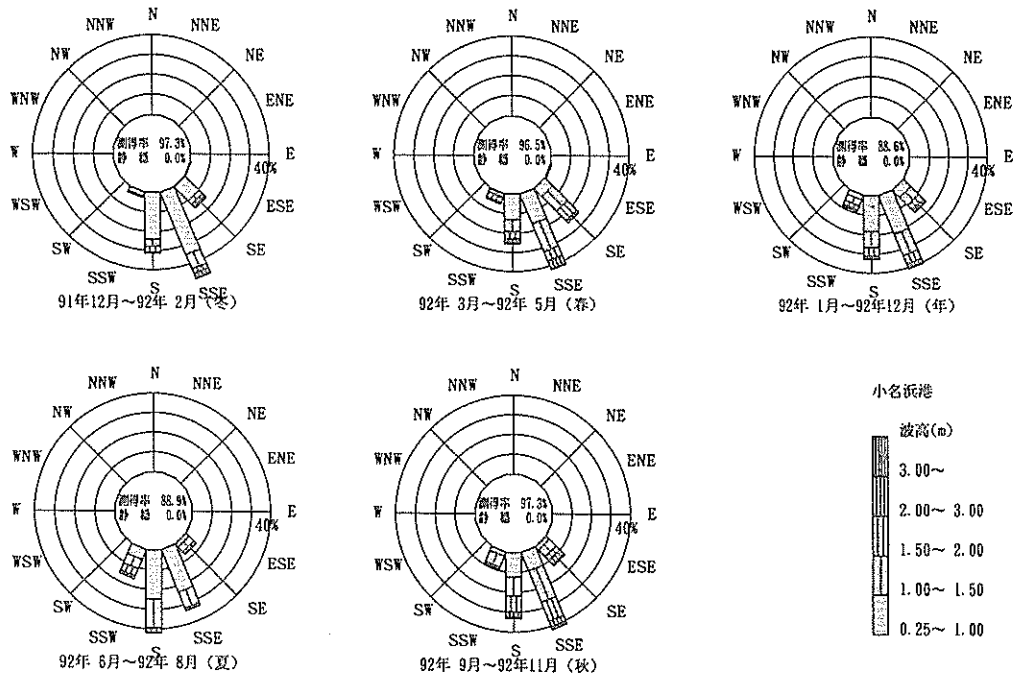 N
NNW NNE
NW NE
WNW ENE
測得率 97.3%
静 穏 0.0%
W E
40%
WSW ESE
SW SE
SSW SSE
S
91年12月～92年 2月 (冬)
N
NNW NNE
NW NE
WNW ENE
測得率 96.5%
静 穏 0.0%
W E
40%
WSW ESE
SW SE
SSW SSE
S
92年 3月～92年 5月 (春)
N
NNW NNE
NW NE
WNW ENE
測得率 88.6%
静 穏 0.0%
W E
40%
WSW ESE
SW SE
SSW SSE
S
92年 1月～92年12月 (年)
N
NNW NNE
NW NE
WNW ENE
測得率 88.9%
静 穏 0.0%
W E
40%
WSW ESE
SW SE
SSW SSE
S
92年 6月～92年 8月 (夏)
N
NNW NNE
NW NE
WNW ENE
測得率 97.3%
静 穏 0.0%
W E
40%
WSW ESE
SW SE
SSW SSE
S
92年 9月～92年11月 (秋)
小名浜港
波高(m)
3.00～
2.00～ 3.00
1.50～ 2.00
1.00～ 1.50
0.25～ 1.00